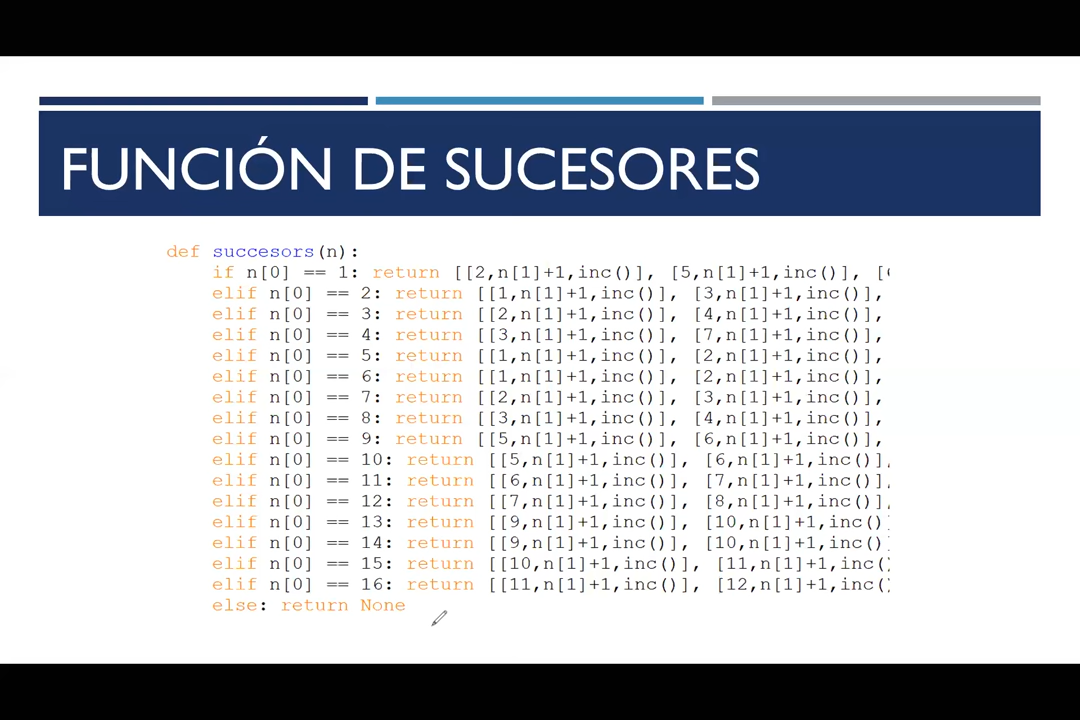 FUNCIÓN DE SUCESORES
def succesors(n):
if n[0] == 1: return [[2,n[1]+1,inc()], [5,n[1]+1,inc()], [
elif n[0] == 2: return [[1,n[1]+1,inc()], [3,n[1]+1,inc()],
elif n[0] == 3: return [[2,n[1]+1,inc()], [4,n[1]+1,inc()],
elif n[0] == 4: return [[3,n[1]+1,inc()], [7,n[1]+1,inc()],
elif n[0] == 5: return [[1,n[1]+1,inc()], [2,n[1]+1,inc()],
elif n[0] == 6: return [[1,n[1]+1,inc()], [2,n[1]+1,inc()],
elif n[0] == 7: return [[2,n[1]+1,inc()], [3,n[1]+1,inc()],
elif n[0] == 8: return [[3,n[1]+1,inc()], [4,n[1]+1,inc()],
elif n[0] == 9: return [[5,n[1]+1,inc()], [6,n[1]+1,inc()],
elif n[0] == 10: return [[5,n[1]+1,inc()], [6,n[1]+1,inc()],
elif n[0] == 11: return [[6,n[1]+1,inc()], [7,n[1]+1,inc()],
elif n[0] == 12: return [[7,n[1]+1,inc()], [8,n[1]+1,inc()],
elif n[0] == 13: return [[9,n[1]+1,inc()], [10,n[1]+1,inc()
elif n[0] == 14: return [[9,n[1]+1,inc()], [10,n[1]+1,inc()
elif n[0] == 15: return [[10,n[1]+1,inc()], [11,n[1]+1,inc(
elif n[0] == 16: return [[11,n[1]+1,inc()], [12,n[1]+1,inc(
else: return None